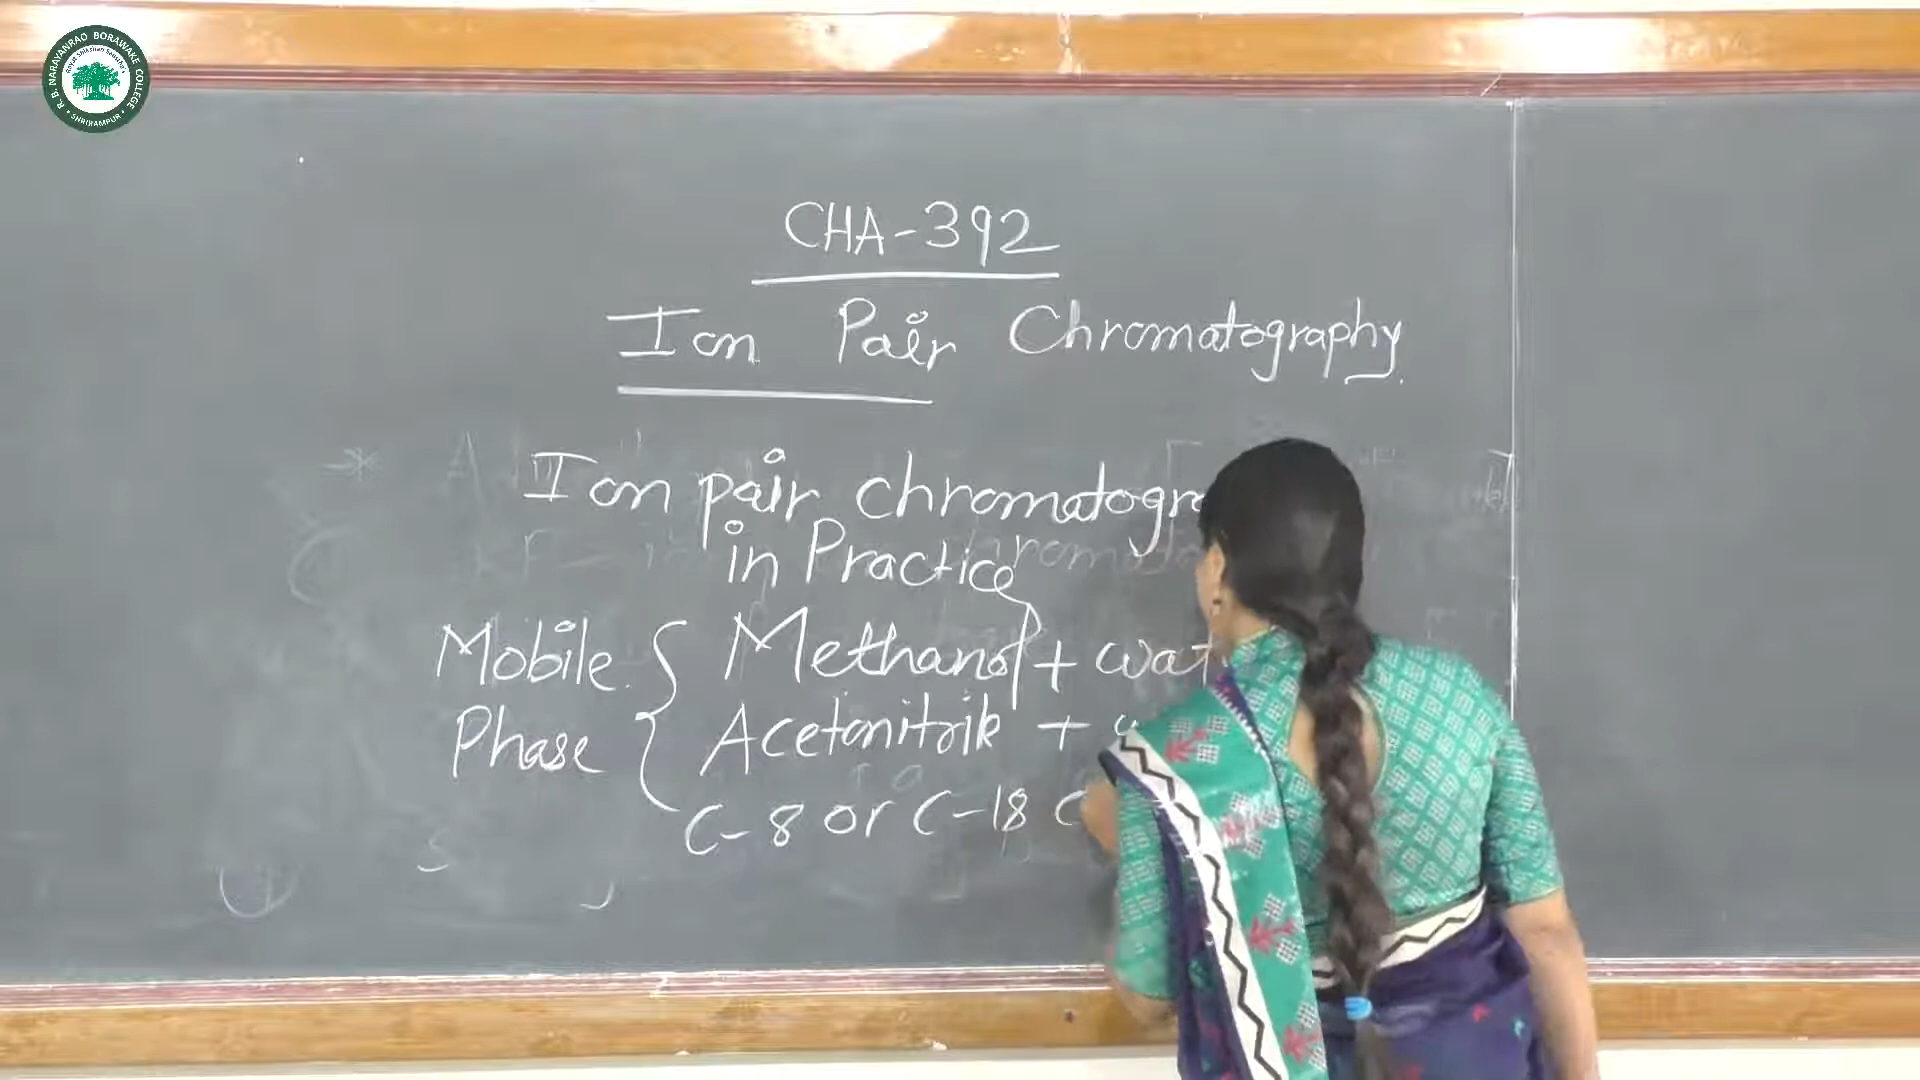 R. B. NARAYANRAO BORAWAKE COLLEGE
SHRIRAMPUR
CHA-392
Ion Pair Chromatography.
Ion pair chromatogra
in Practice
Mobile { Methanol + wat
Phase { Acetonitrile +
C-8 or C-18 C